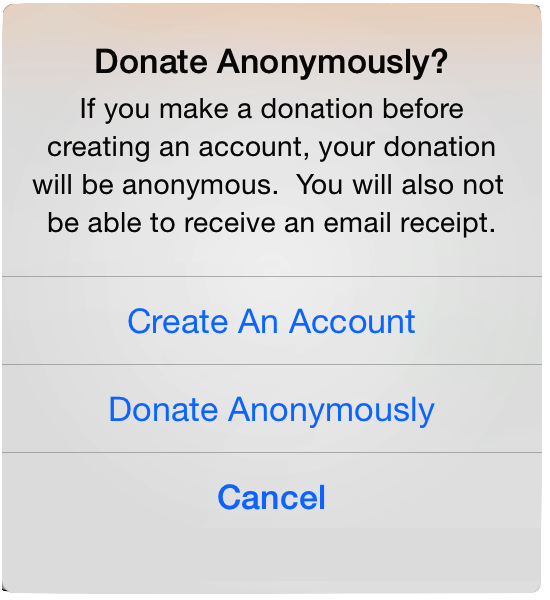 Donate Anonymously?
If you make a donation before
creating an account, your donation
will be anonymous.  You will also not
be able to receive an email receipt.
Create An Account
Donate Anonymously
Cancel